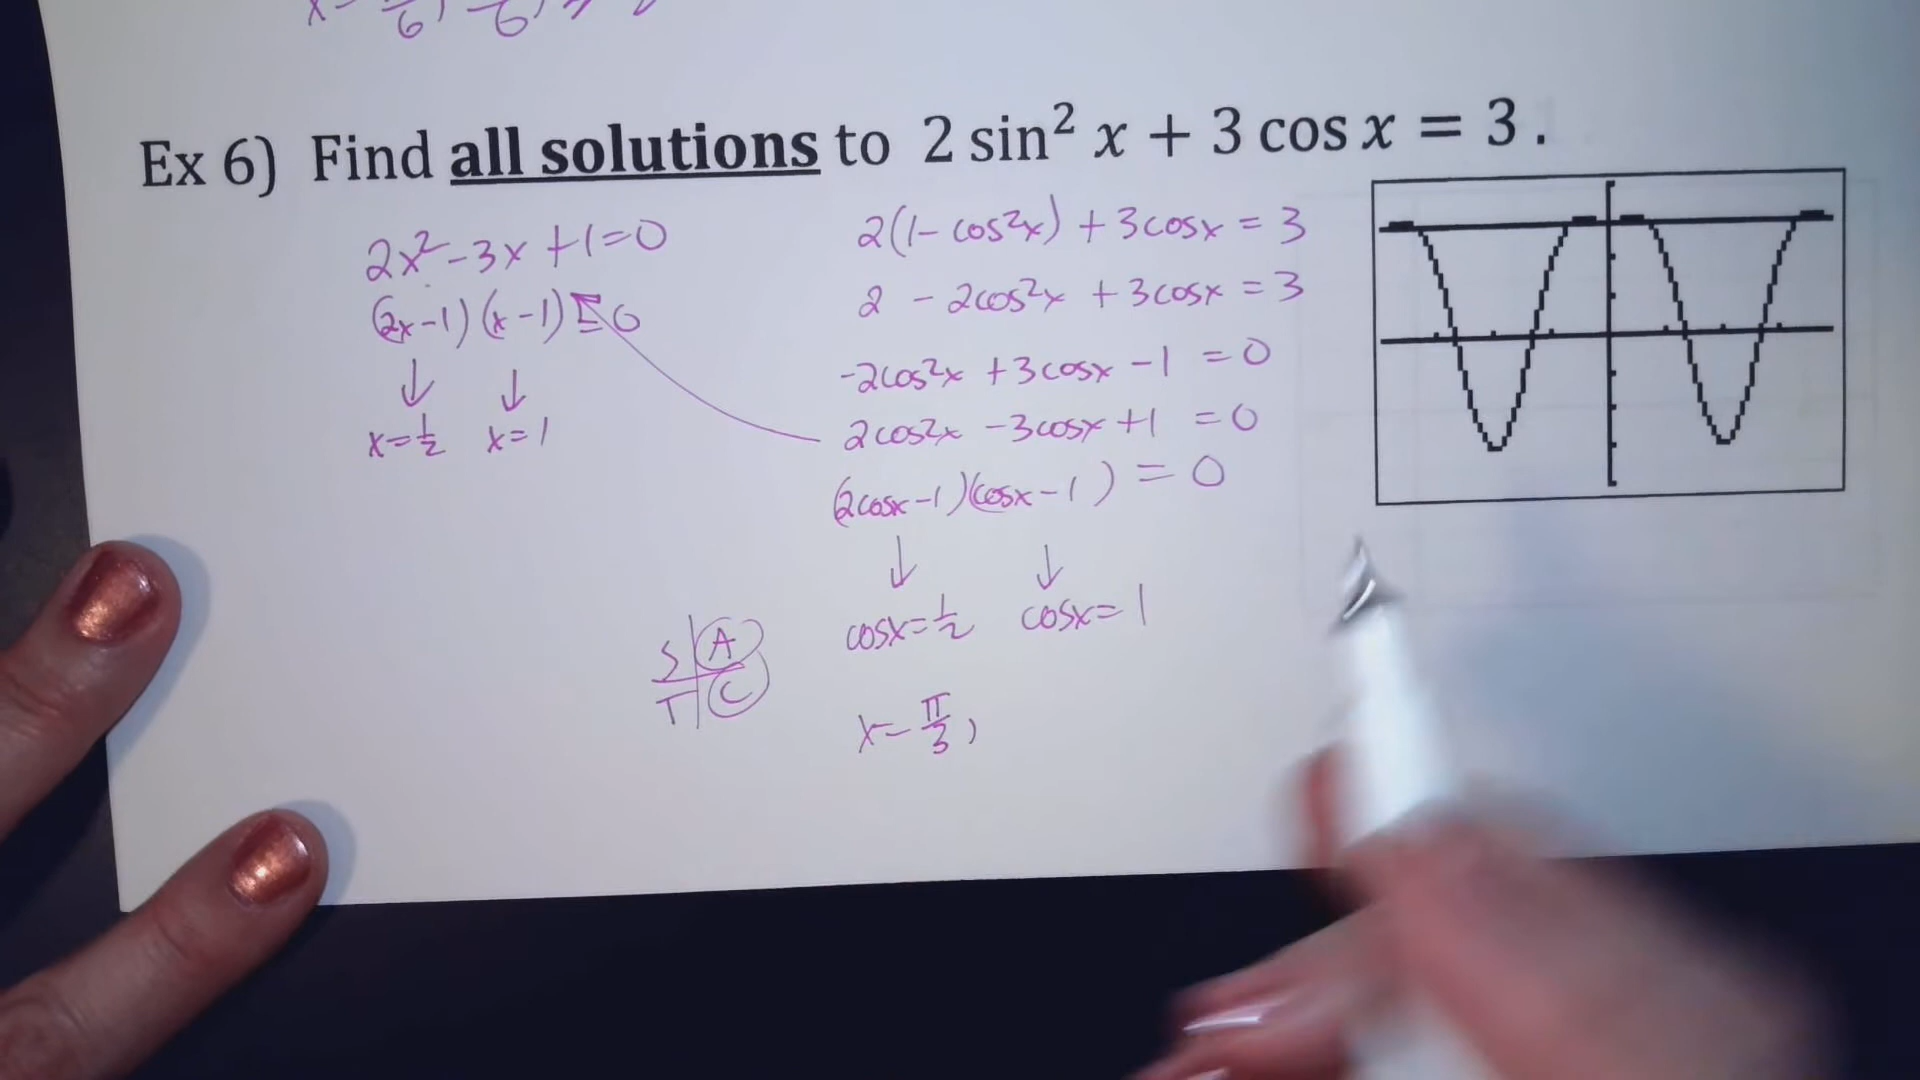 Ex 6) Find all solutions to 2 sin² x + 3 cos x = 3.
2x² - 3x + 1 = 0
(2x - 1)(x - 1) = 0
x = 1/2 x = 1
2(1 - cos²x) + 3cosx = 3
2 - 2cos²x + 3cosx = 3
-2cos²x + 3cosx - 1 = 0
2cos²x - 3cosx + 1 = 0
(2cosx - 1)(cosx - 1) = 0
cosx = 1/2 cosx = 1
S A
T C
x = π/3,